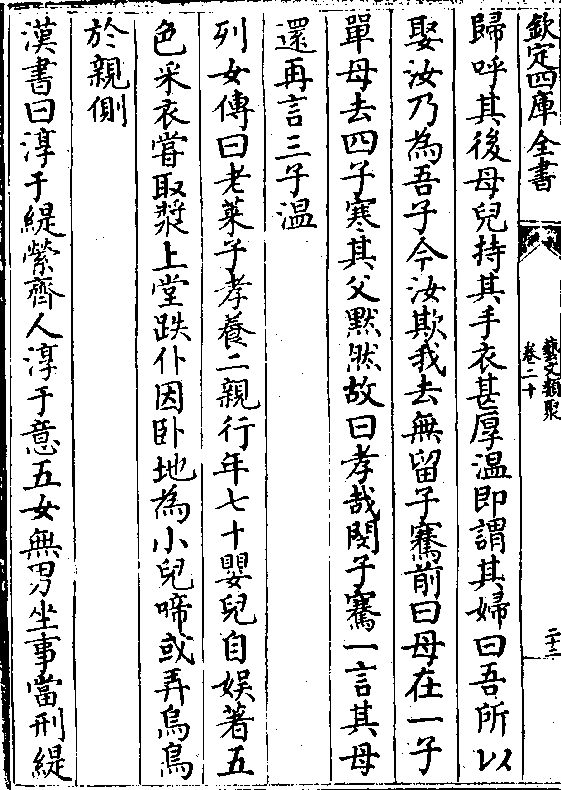 欽定四庫全書
藝文類聚
卷二十
二十二
歸呼其後母兒持其手衣甚厚溫即謂其婦曰吾所以
娶汝乃為吾子今汝欺我去無留子騫前曰母在一子
單母去四子寒其父默然故曰孝哉閔子騫一言其母
還再言三子溫
列女傳曰老萊子孝養二親行年七十嬰兒自娛著五
色采衣嘗取漿上堂跌仆因臥地為小兒啼或弄烏鳥
於親側
漢書曰淳于緹縈齊人淳于意五女無男坐事當刑緹